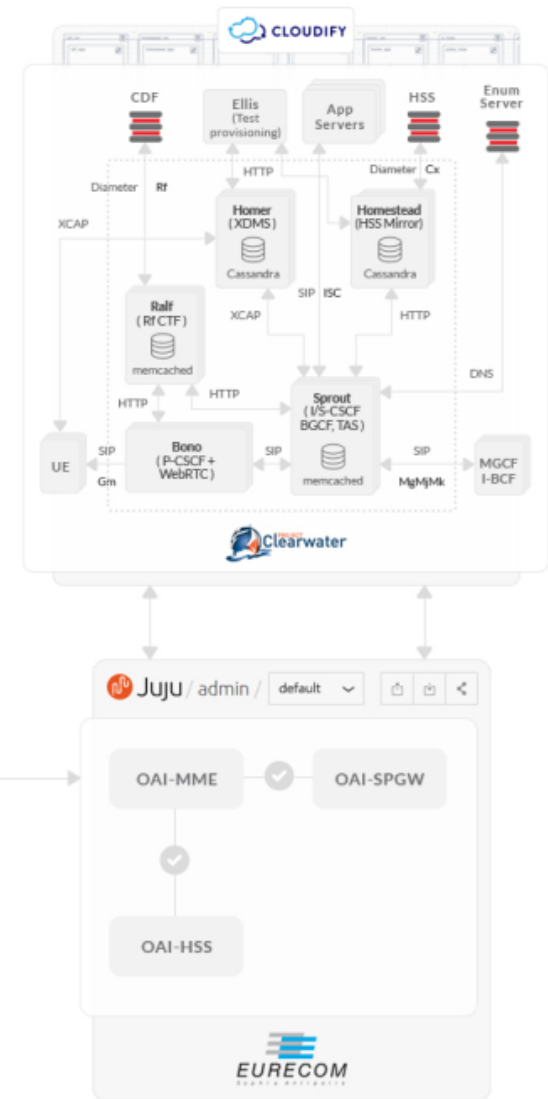 CLOUDIFY
CDF
Ellis
(Test
provisioning)
App
Servers
HSS
Enum
Server
HTTP
Diameter Rf
Diameter Cx
XCAP
Homer
( XDMS )
Cassandra
Homestead
(HSS Mirror)
Cassandra
SIP ISC
XCAP
HTTP
Ralf
( Rf CTF )
memcached
HTTP
HTTP
DNS
Sprout
( I/S-CSCF
BGCF, TAS )
memcached
UE
SIP
Gm
Bono
( P-CSCF +
WebRTC )
SIP
SIP
MgMjMk
MGCF
I-BCF
PROJECT
Clearwater
JUJU / admin / default
OAI-MME
OAI-SPGW
OAI-HSS
EURECOM
Sophia Antipolis